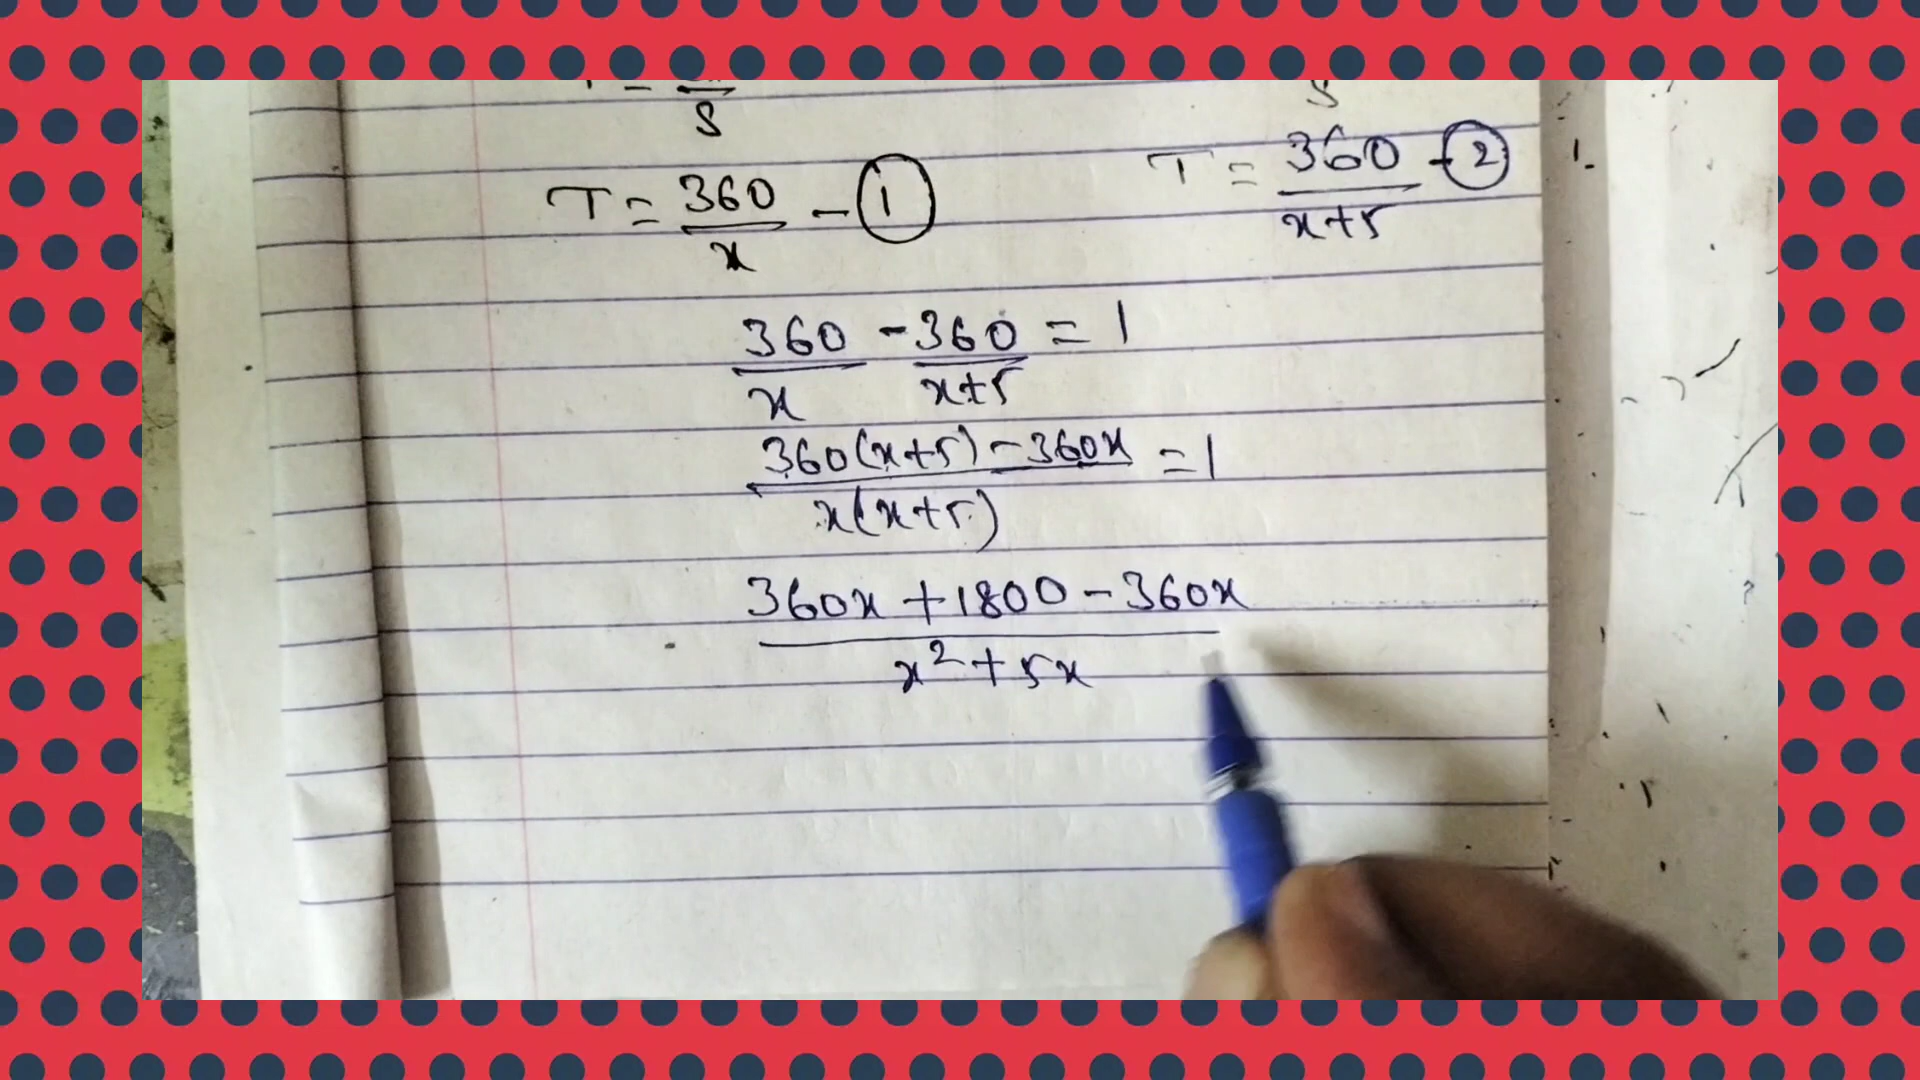 S
S
T = 360/x - ①
T = 360/x+5 - ②
360/x - 360/x+5 = 1
360(x+5) - 360x / x(x+5) = 1
360x + 1800 - 360x
x² + 5x